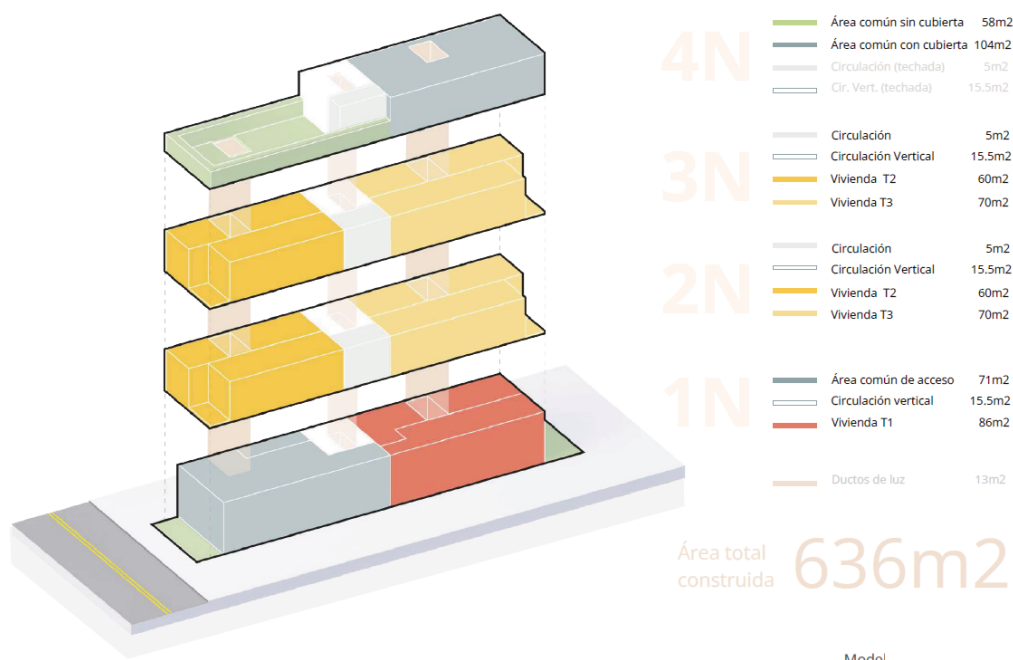 4N
Área común sin cubierta 58m2
Área común con cubierta 104m2
Circulación (techada) 5m2
Cir. Vert. (techada) 15.5m2
3N
Circulación 5m2
Circulación Vertical 15.5m2
Vivienda T2 60m2
Vivienda T3 70m2
2N
Circulación 5m2
Circulación Vertical 15.5m2
Vivienda T2 60m2
Vivienda T3 70m2
1N
Área común de acceso 71m2
Circulación vertical 15.5m2
Vivienda T1 86m2
Ductos de luz 13m2
Área total
construida
636m2